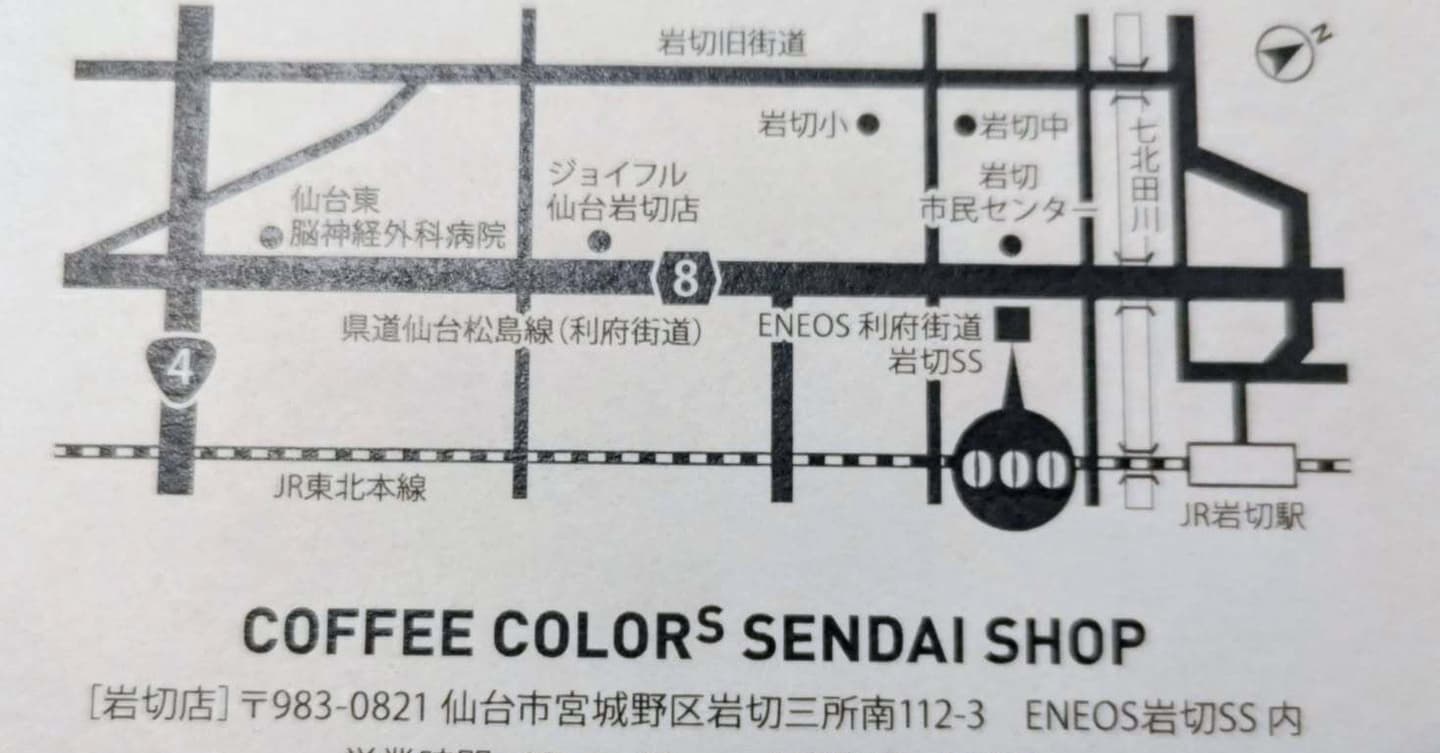 岩切旧街道
N
岩切小
岩切中
七北田川
ジョイフル
仙台岩切店
岩切
市民センター
仙台東
脳神経外科病院
8
県道仙台松島線(利府街道)
ENEOS 利府街道
岩切SS
4
JR東北本線
JR岩切駅
COFFEE COLORS SENDAI SHOP
[岩切店]〒983-0821 仙台市宮城野区岩切三所南112-3 ENEOS岩切SS 内